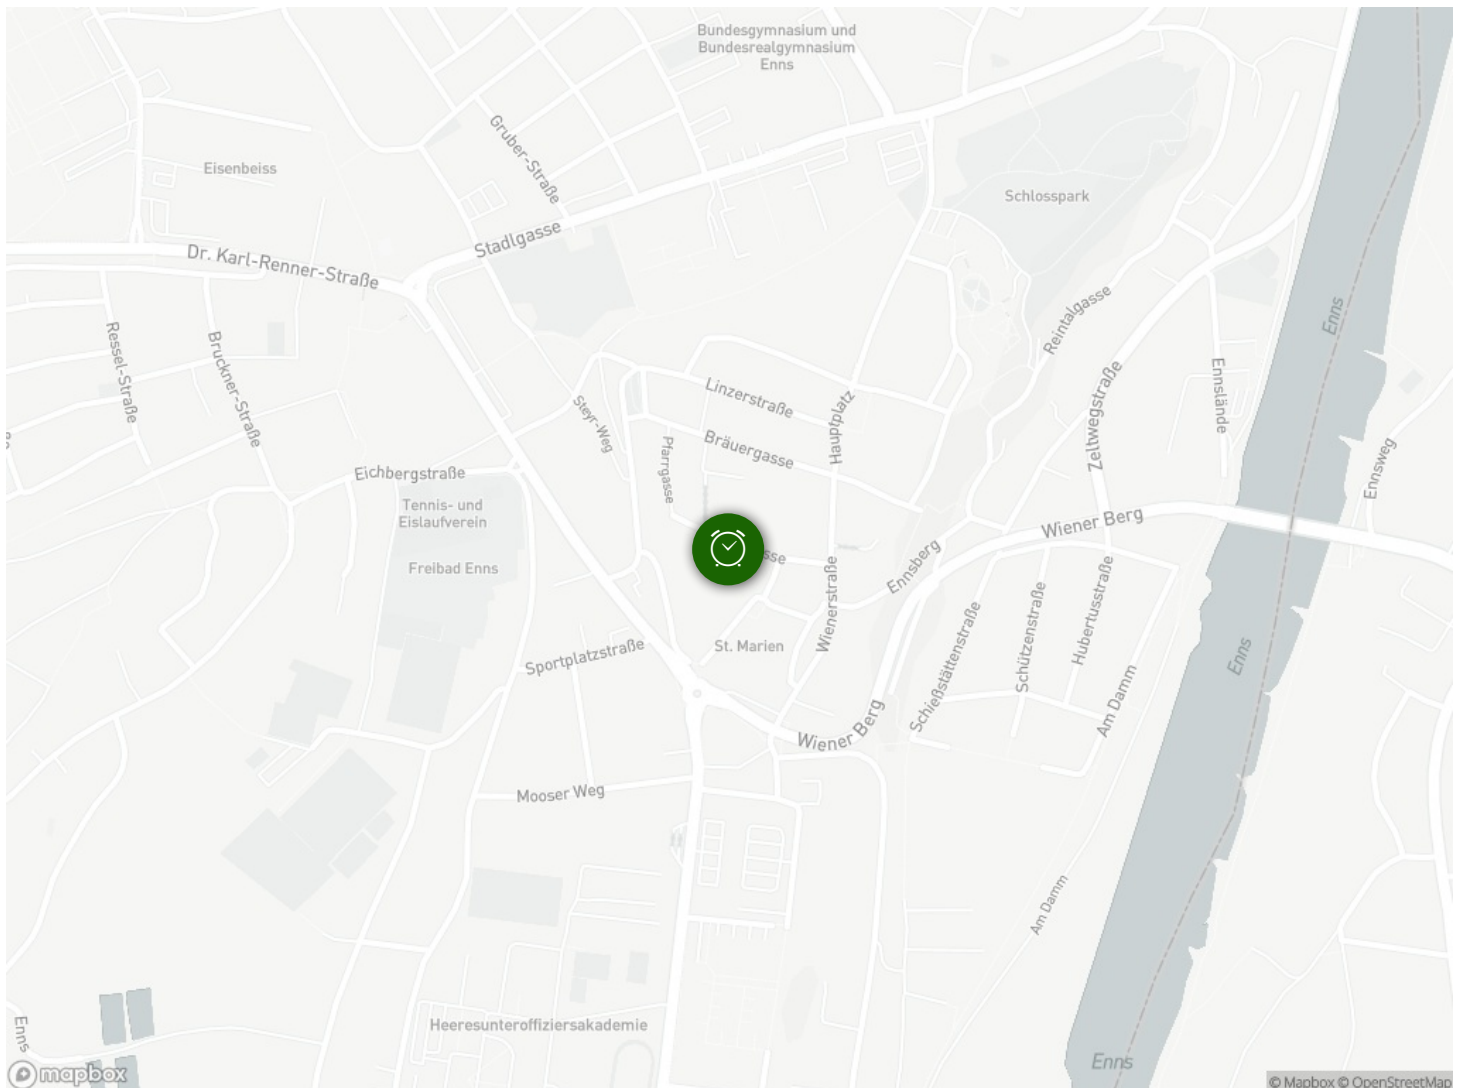 Bundesgymnasium und
Bundesrealgymnasium
Enns
Gruber-Straße
Eisenbeiss
Schlosspark
Stadlgasse
Dr. Karl-Renner-Straße
Reintalgasse
Enns
Ressel-Straße
Bruckner-Straße
Linzerstraße
Hauptplatz
Zeltwegstraße
Ennslände
Steyr-Weg
Bräuergasse
Pfarrgasse
Ennsweg
Eichbergstraße
Tennis- und
Eislaufverein
Wiener Berg
Freibad Enns
sse
Ennsberg
Wienerstraße
Schießstättenstraße
Schützenstraße
Hubertusstraße
Sportplatzstraße
St. Marien
Enns
Am Damm
Wiener Berg
Mooser Weg
Am Damm
Heeresunteroffiziersakademie
Enns
Enns
mapbox
© Mapbox © OpenStreetMap